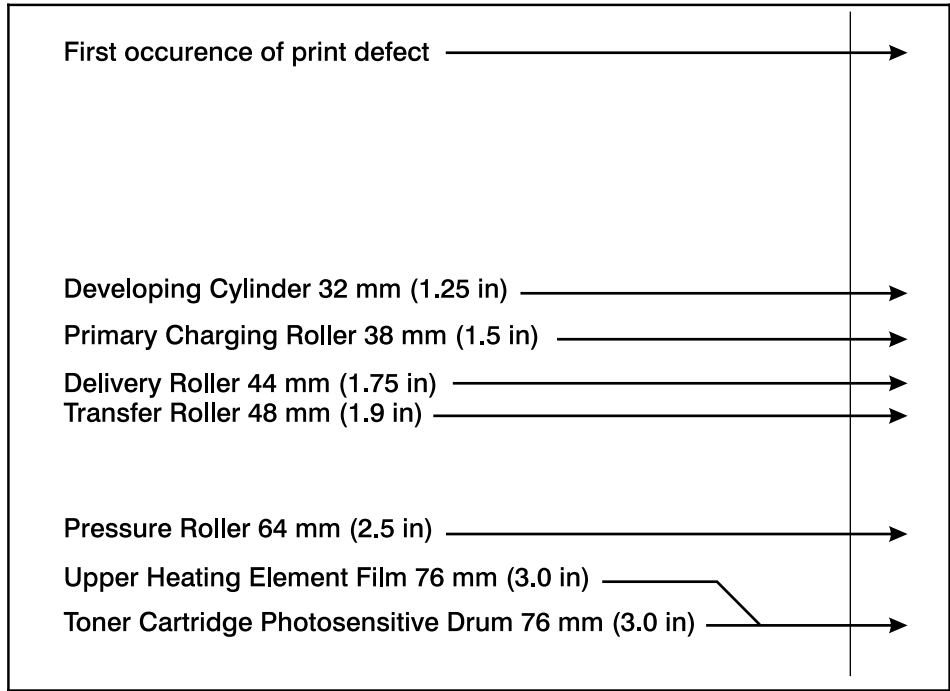 First occurence of print defect
Developing Cylinder 32 mm (1.25 in)
Primary Charging Roller 38 mm (1.5 in)
Delivery Roller 44 mm (1.75 in)
Transfer Roller 48 mm (1.9 in)
Pressure Roller 64 mm (2.5 in)
Upper Heating Element Film 76 mm (3.0 in)
Toner Cartridge Photosensitive Drum 76 mm (3.0 in)